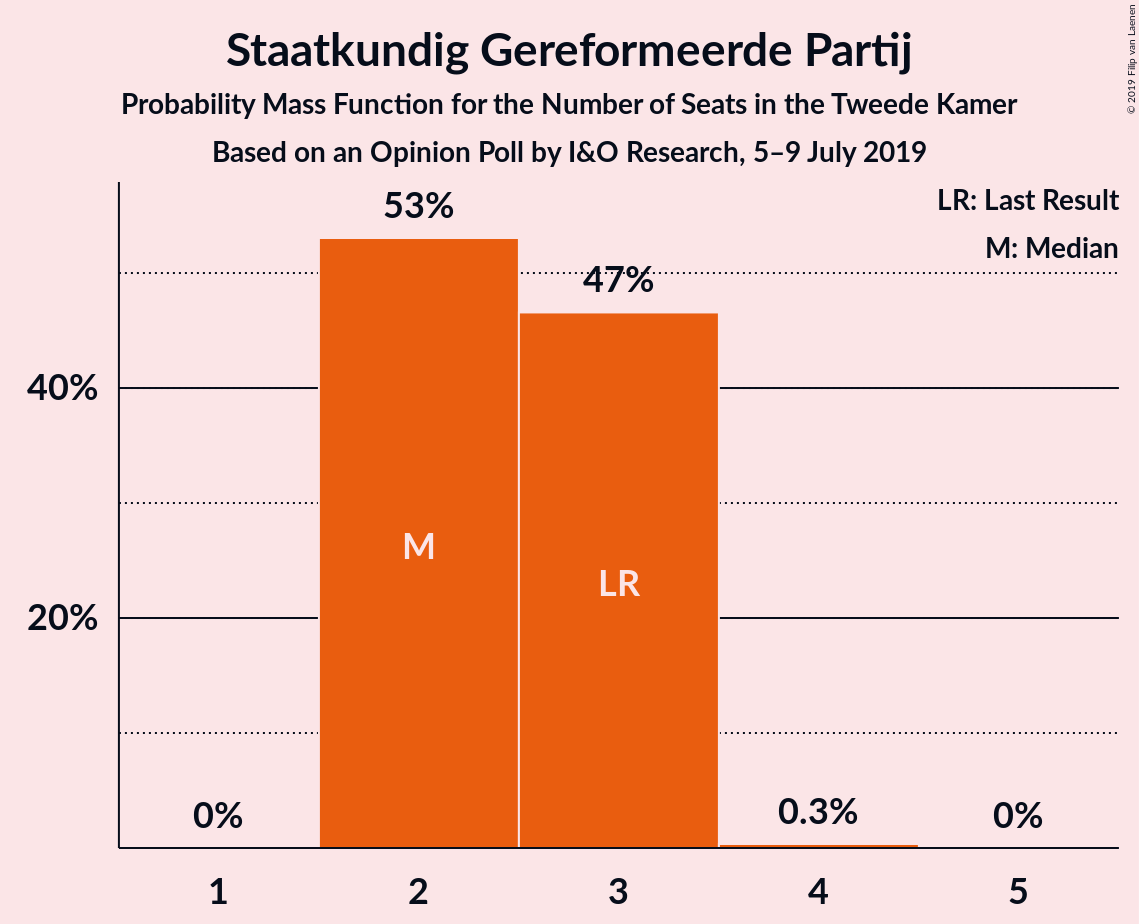 Staatkundig Gereformeerde Partij
Probability Mass Function for the Number of Seats in the Tweede Kamer
Based on an Opinion Poll by I&O Research, 5–9 July 2019
© 2019 Filip van Laenen
LR: Last Result
M: Median
53%
47%
40%
M
LR
20%
0%
0.3%
0%
1
2
3
4
5